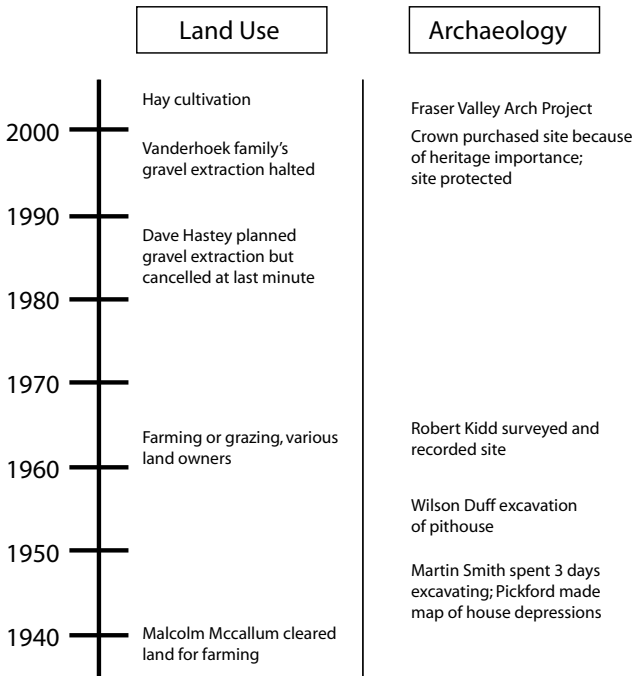 Land Use
Archaeology
Hay cultivation
Fraser Valley Arch Project
2000
Crown purchased site because
of heritage importance;
site protected
Vanderhoek family's
gravel extraction halted
1990
Dave Hastey planned
gravel extraction but
cancelled at last minute
1980
1970
Robert Kidd surveyed and
recorded site
Farming or grazing, various
land owners
1960
Wilson Duff excavation
of pithouse
1950
Martin Smith spent 3 days
excavating; Pickford made
map of house depressions
1940
Malcolm Mccallum cleared
land for farming